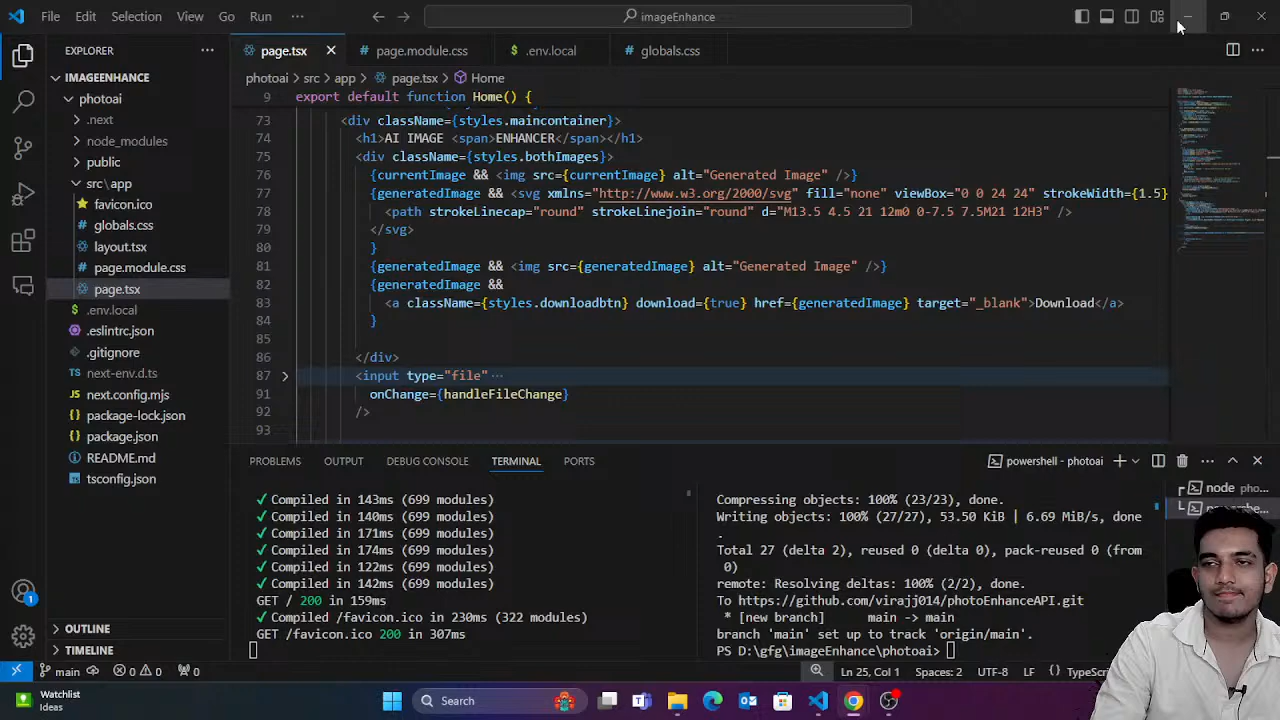 File Edit Selection View Go Run ···
imageEnhance
EXPLORER ···
page.tsx page.module.css .env.local globals.css ···
IMAGEENHANCE
photoai > src > app > page.tsx > Home
photoai
9 export default function Home() {
.next
73 <div className={styles.maincontainer}>
node_modules
74 <h1>AI IMAGE <span>ENHANCER</span></h1>
public
75 <div className={styles.bothImages}>
src\app
76 {currentImage && <img src={currentImage} alt="Generated Image" />}
favicon.ico
77 {generatedImage && <svg xmlns="http://www.w3.org/2000/svg" fill="none" viewBox="0 0 24 24" strokeWidth={1.5}
globals.css
78 <path strokeLinecap="round" strokeLinejoin="round" d="M13.5 4.5 21 12m0 0-7.5 7.5M21 12H3" />
layout.tsx
79 </svg>
page.module.css
80 }
page.tsx
81 {generatedImage && <img src={generatedImage} alt="Generated Image" />}
.env.local
82 {generatedImage &&
.eslintrc.json
83 <a className={styles.downloadbtn} download={true} href={generatedImage} target="_blank">Download</a>
.gitignore
84 }
next-env.d.ts
85
next.config.mjs
86 </div>
package-lock.json
87 <input type="file" ···
package.json
91 onChange={handleFileChange}
README.md
92 />
tsconfig.json
93
PROBLEMS OUTPUT DEBUG CONSOLE TERMINAL PORTS powershell - photoai ···
Compiled in 143ms (699 modules)
Compiled in 140ms (699 modules)
Compiled in 171ms (699 modules)
Compiled in 174ms (699 modules)
Compiled in 122ms (699 modules)
Compiled in 142ms (699 modules)
GET / 200 in 159ms
Compiled /favicon.ico in 230ms (322 modules)
GET /favicon.ico 200 in 307ms
Compressing objects: 100% (23/23), done.
Writing objects: 100% (27/27), 53.50 KiB | 6.69 MiB/s, done
.
Total 27 (delta 2), reused 0 (delta 0), pack-reused 0 (from
0)
remote: Resolving deltas: 100% (2/2), done.
To https://github.com/virajj014/photoEnhanceAPI.git
* [new branch] main -> main
branch 'main' set up to track 'origin/main'.
PS D:\gfg\imageEnhance\photoai>
node pho...
OUTLINE
TIMELINE
1
main 0 0 0 Ln 25, Col 1 Spaces: 2 UTF-8 LF {} TypeScr
Watchlist
Ideas
Search